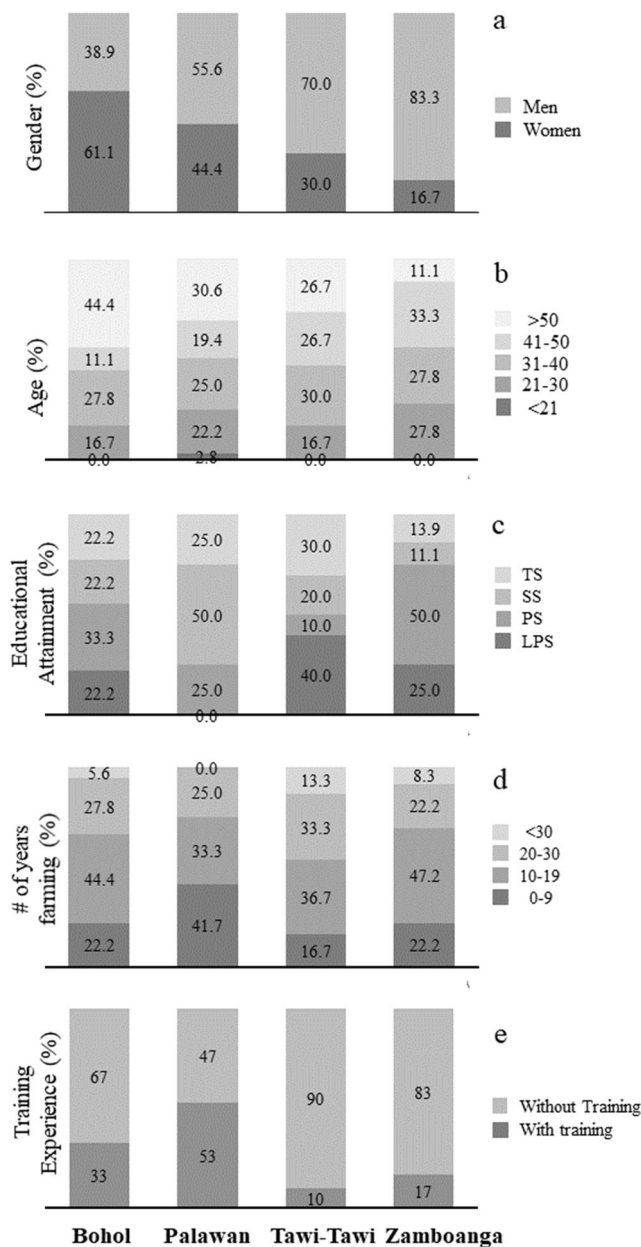 a
Gender (%)
38.9 55.6 70.0 83.3
61.1 44.4 30.0 16.7
Men
Women
b
Age (%)
44.4 30.6 26.7 11.1
11.1 19.4 26.7 33.3
27.8 25.0 30.0 27.8
16.7 22.2 16.7 27.8
0.0 2.8 0.0 0.0
>50
41-50
31-40
21-30
<21
c
Educational
Attainment (%)
22.2 25.0 30.0 13.9
22.2 50.0 20.0 11.1
33.3 25.0 10.0 50.0
22.2 0.0 40.0 25.0
TS
SS
PS
LPS
d
# of years
farming (%)
5.6 0.0 13.3 8.3
27.8 25.0 33.3 22.2
44.4 33.3 36.7 47.2
22.2 41.7 16.7 22.2
<30
20-30
10-19
0-9
e
Training
Experience (%)
67 47 90 83
33 53 10 17
Without Training
With training
Bohol Palawan Tawi-Tawi Zamboanga